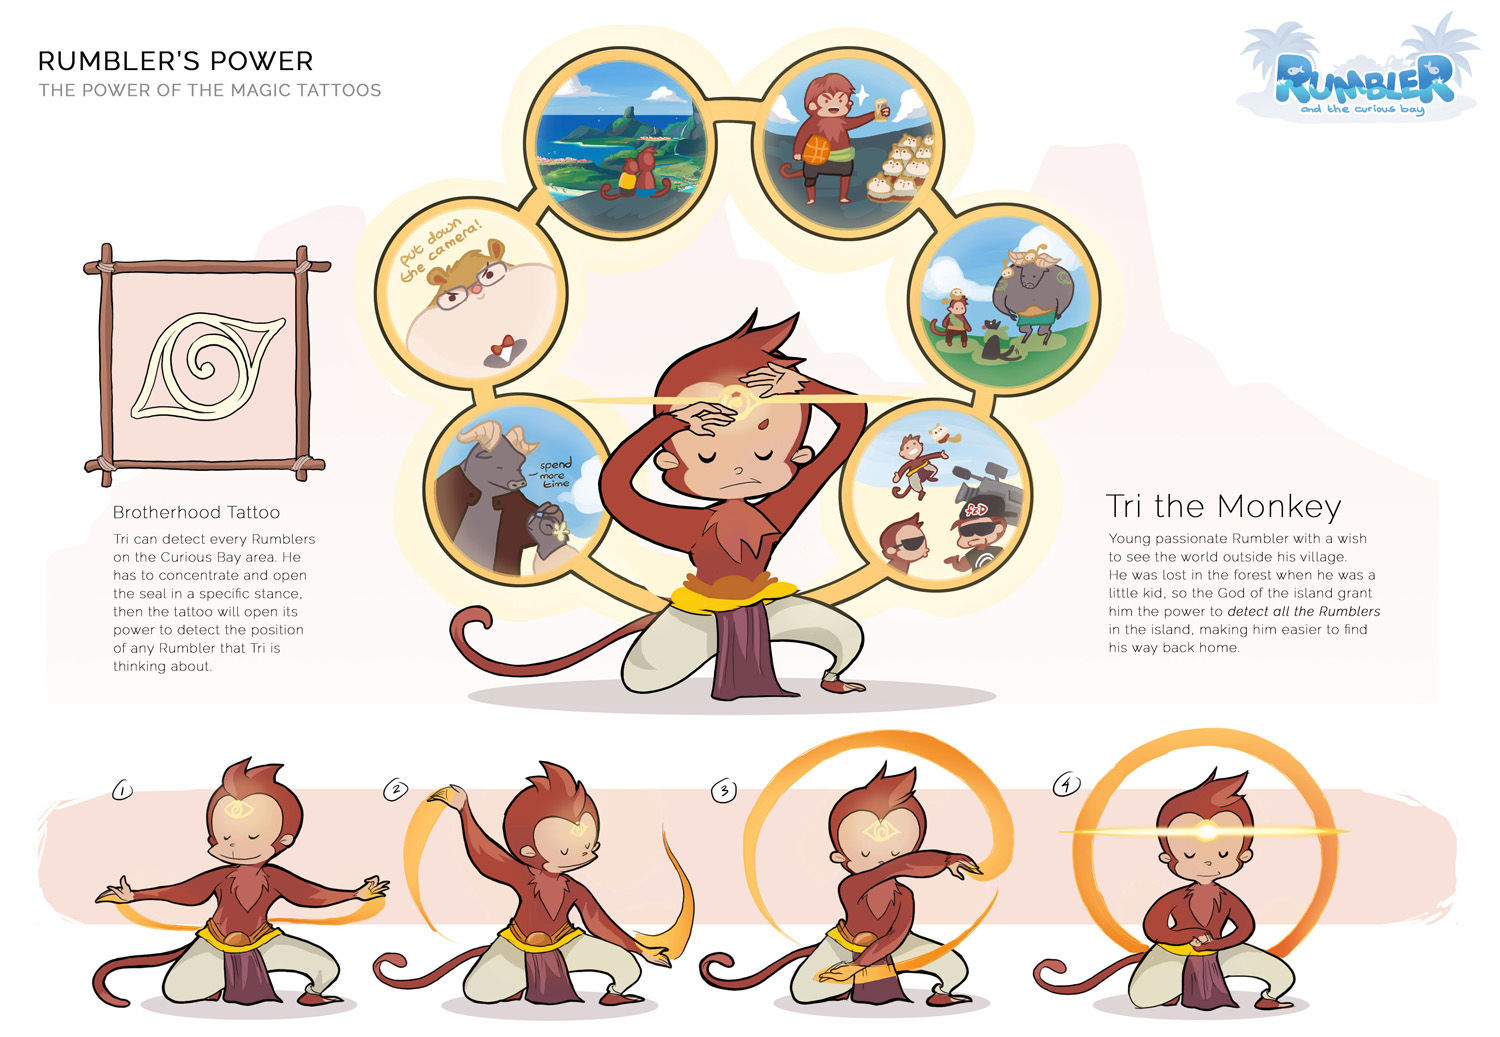 RUMBLER'S POWER
THE POWER OF THE MAGIC TATTOOS
RUMBLER
and the curious bay
put down
the camera!
spend
more
time
feD
Brotherhood Tattoo
Tri can detect every Rumblers
on the Curious Bay area. He
has to concentrate and open
the seal in a specific stance,
then the tattoo will open its
power to detect the position
of any Rumbler that Tri is
thinking about.
Tri the Monkey
Young passionate Rumbler with a wish
to see the world outside his village.
He was lost in the forest when he was a
little kid, so the God of the island grant
him the power to detect all the Rumblers
in the island, making him easier to find
his way back home.
1
2
3
4